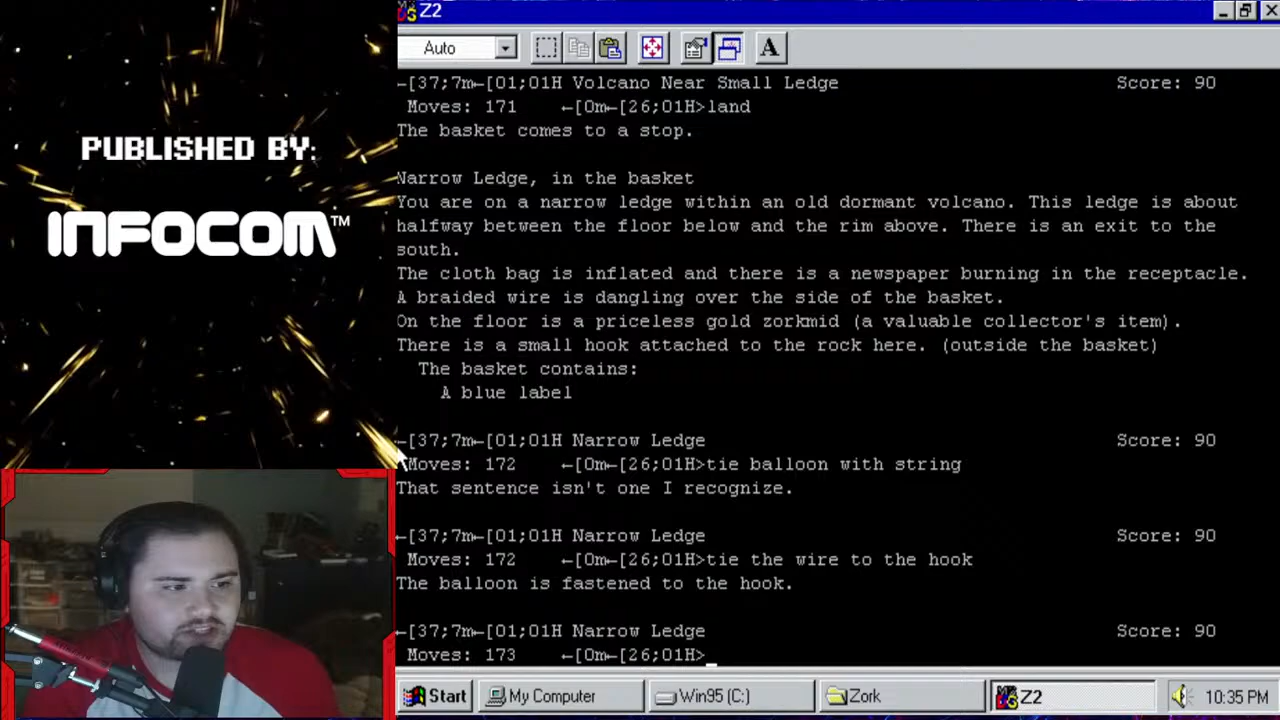 Z2
Auto
A
PUBLISHED BY:
INFOCOM™
←[37;7m←[01;01H Volcano Near Small Ledge Score: 90
Moves: 171 ←[0m←[26;01H>land
The basket comes to a stop.
Narrow Ledge, in the basket
You are on a narrow ledge within an old dormant volcano. This ledge is about
halfway between the floor below and the rim above. There is an exit to the
south.
The cloth bag is inflated and there is a newspaper burning in the receptacle.
A braided wire is dangling over the side of the basket.
On the floor is a priceless gold zorkmid (a valuable collector's item).
There is a small hook attached to the rock here. (outside the basket)
The basket contains:
A blue label
←[37;7m←[01;01H Narrow Ledge Score: 90
Moves: 172 ←[0m←[26;01H>tie balloon with string
That sentence isn't one I recognize.
←[37;7m←[01;01H Narrow Ledge Score: 90
Moves: 172 ←[0m←[26;01H>tie the wire to the hook
The balloon is fastened to the hook.
←[37;7m←[01;01H Narrow Ledge Score: 90
Moves: 173 ←[0m←[26;01H>_
Start My Computer Win95 (C:) Zork Z2 10:35 PM